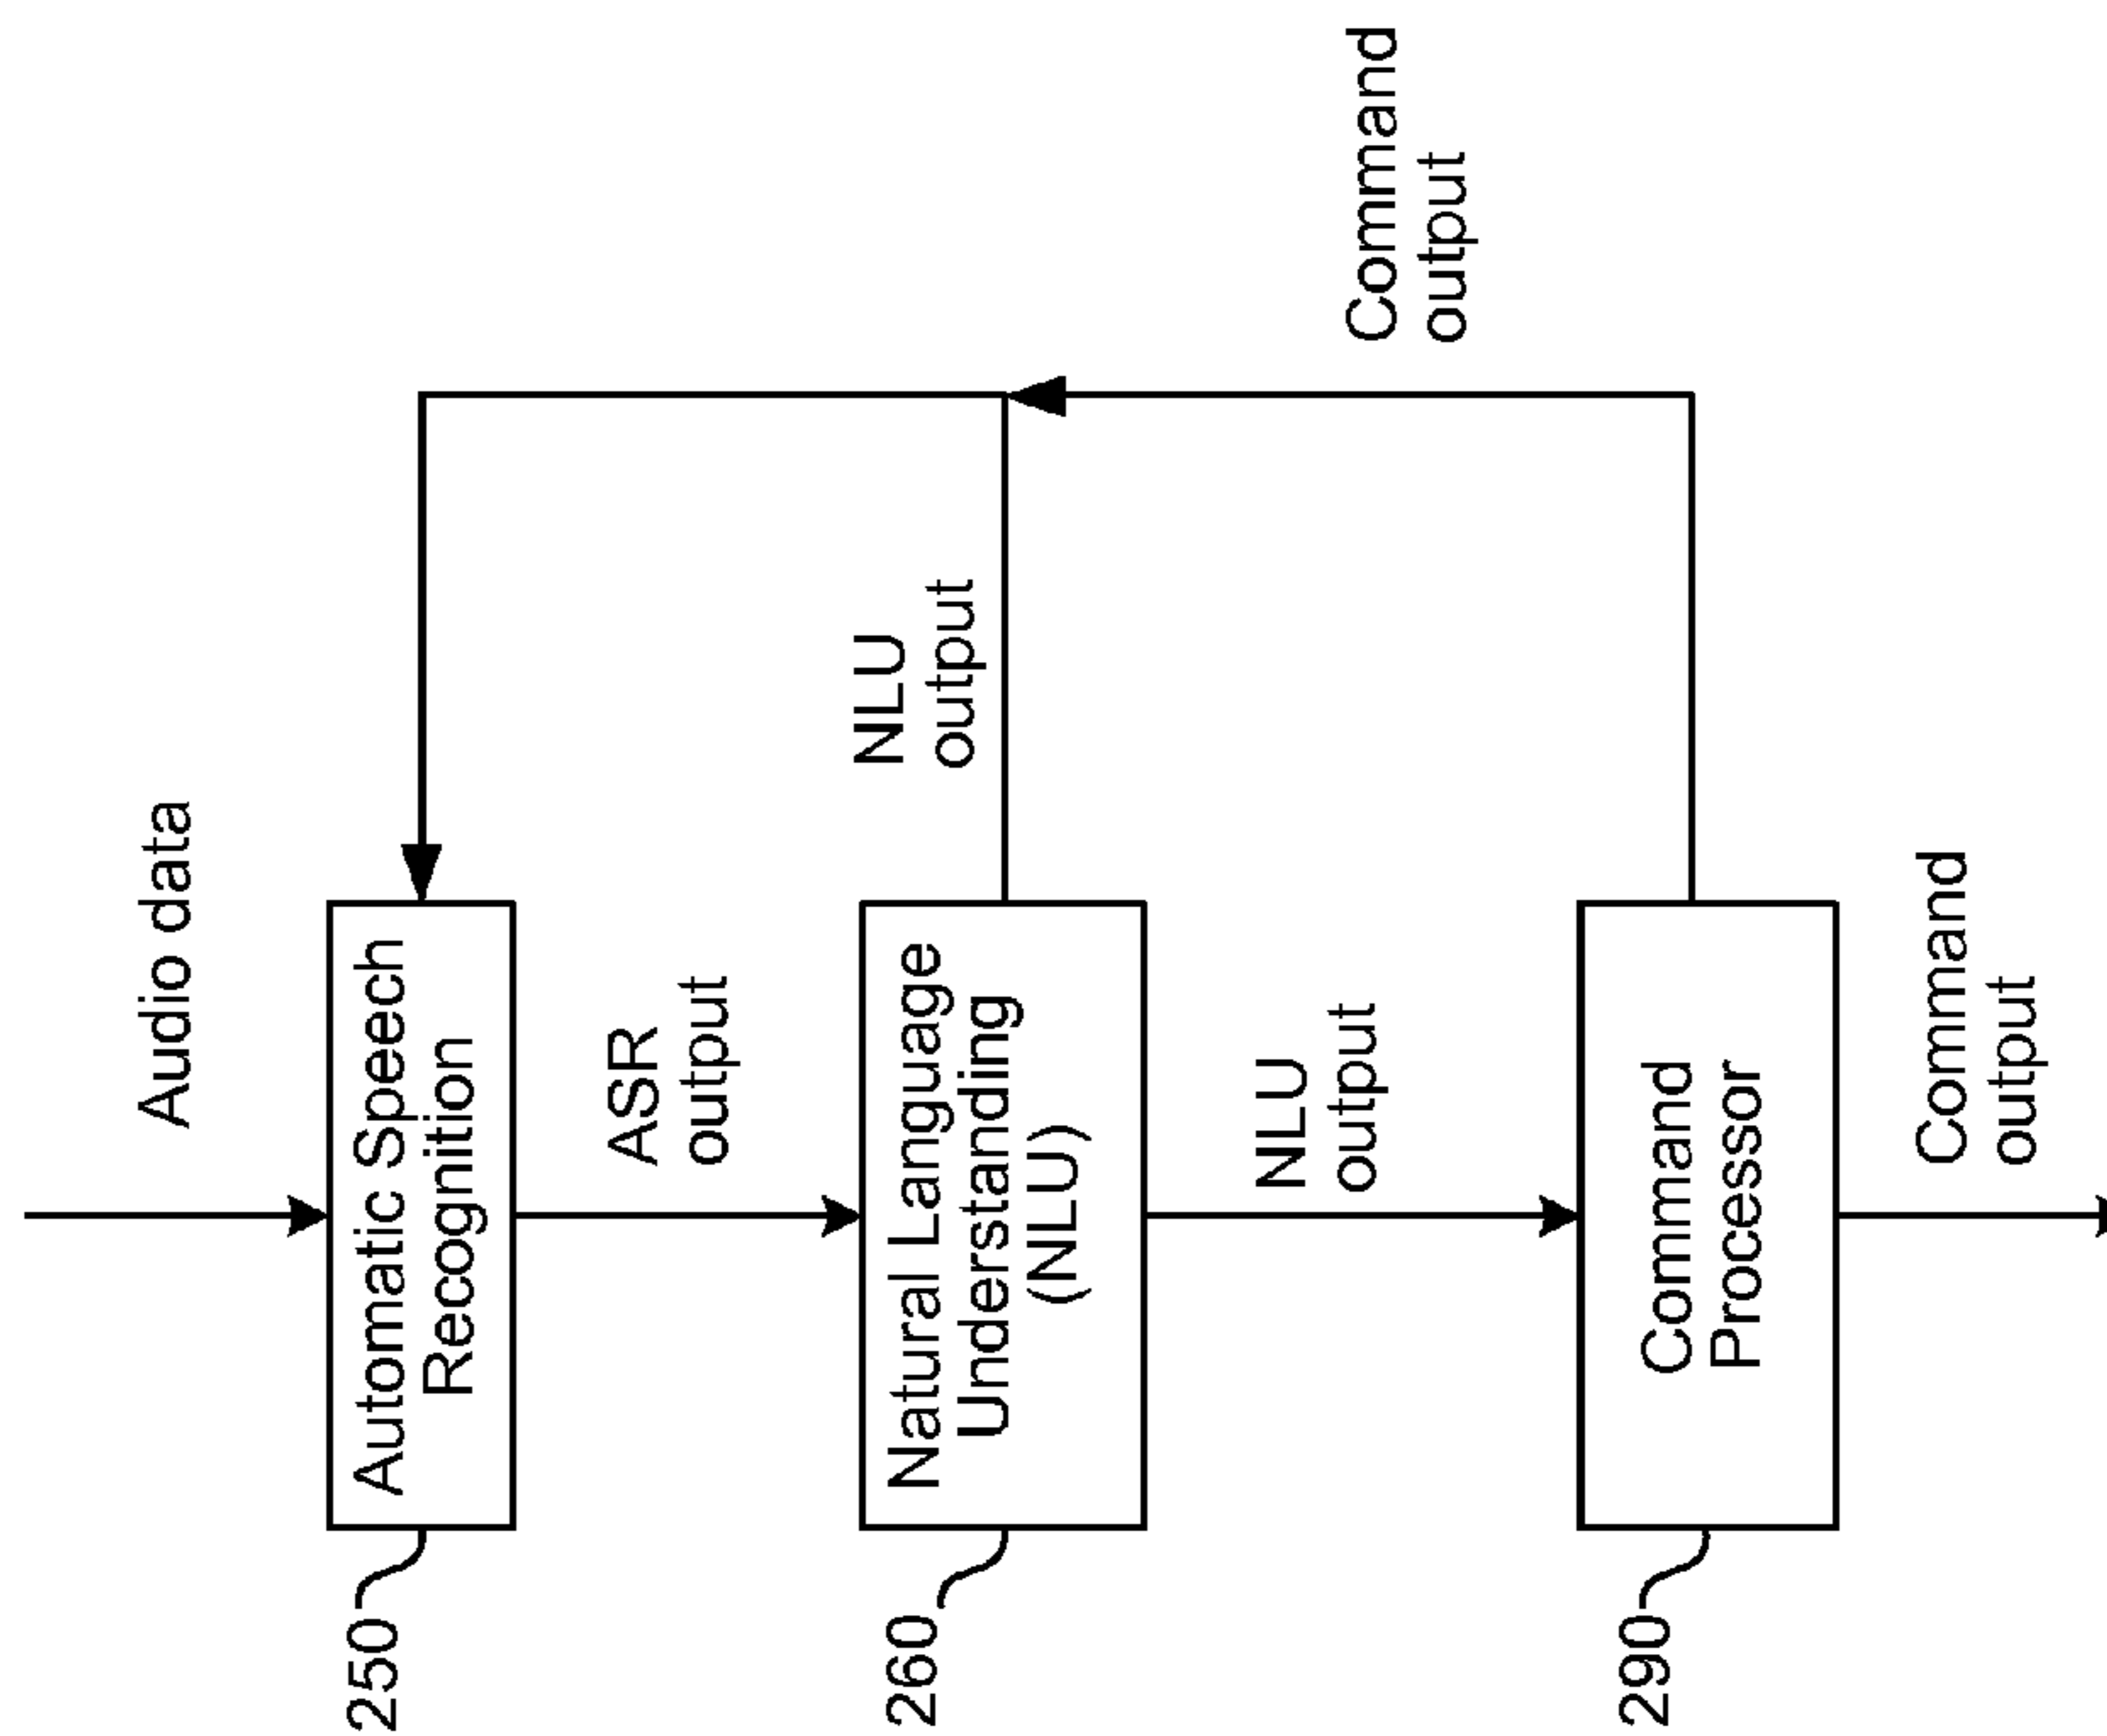 Audio data
250
Automatic Speech
Recognition
ASR
output
260
Natural Language
Understanding
(NLU)
NLU
output
NLU
output
290
Command
Processor
Command
output
Command
output